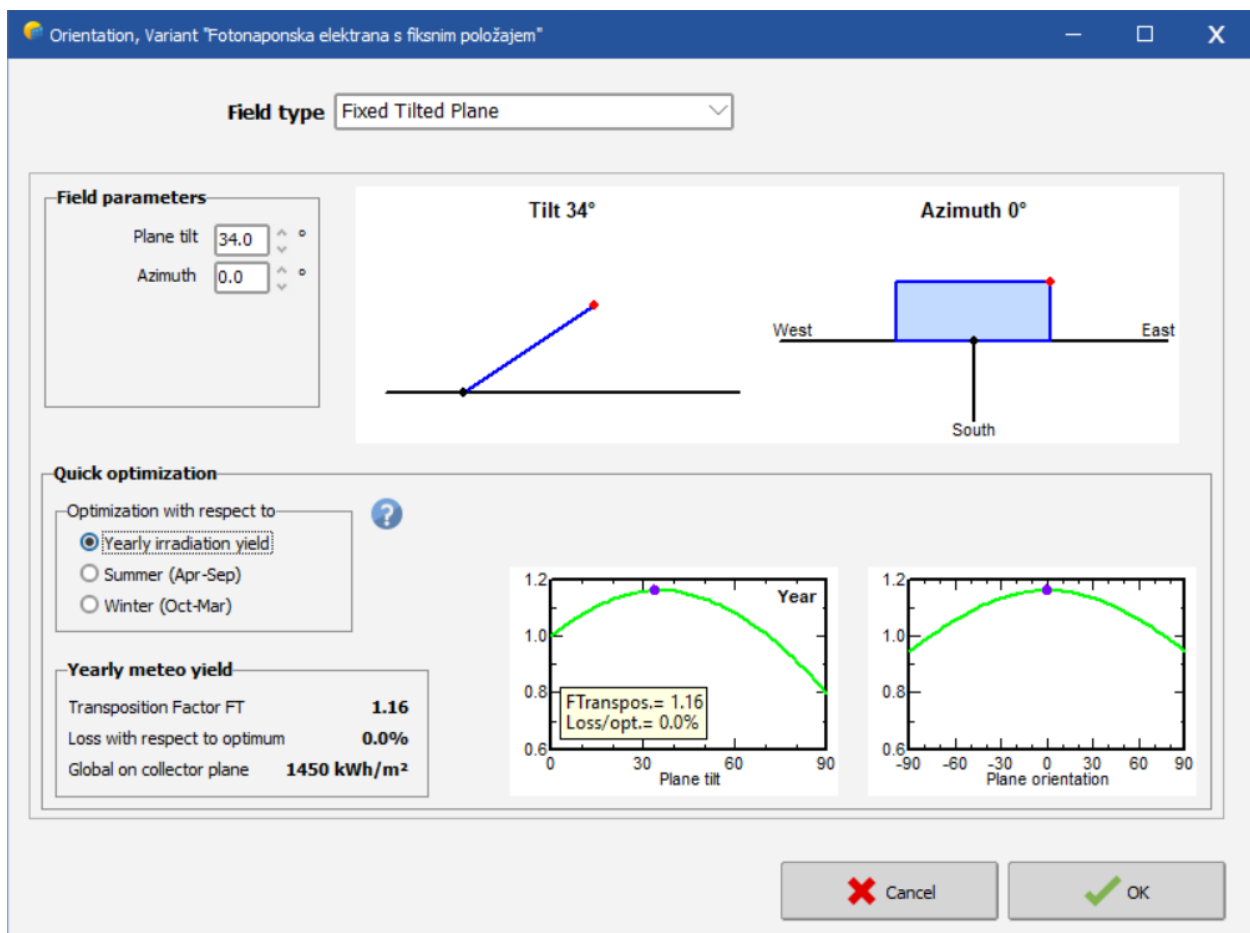 Orientation, Variant "Fotonaponska elektrana s fiksnim položajem"
Field type Fixed Tilted Plane
Field parameters
Plane tilt 34.0 °
Azimuth 0.0 °
Tilt 34°
Azimuth 0°
West East
South
Quick optimization
Optimization with respect to
Yearly irradiation yield
Summer (Apr-Sep)
Winter (Oct-Mar)
?
Yearly meteo yield
Transposition Factor FT 1.16
Loss with respect to optimum 0.0%
Global on collector plane 1450 kWh/m²
1.2
1.0
0.8
0.6
Year
FTranspos.= 1.16
Loss/opt.= 0.0%
0 30 60 90
Plane tilt
1.2
1.0
0.8
0.6
-90 -60 -30 0 30 60 90
Plane orientation
Cancel
OK